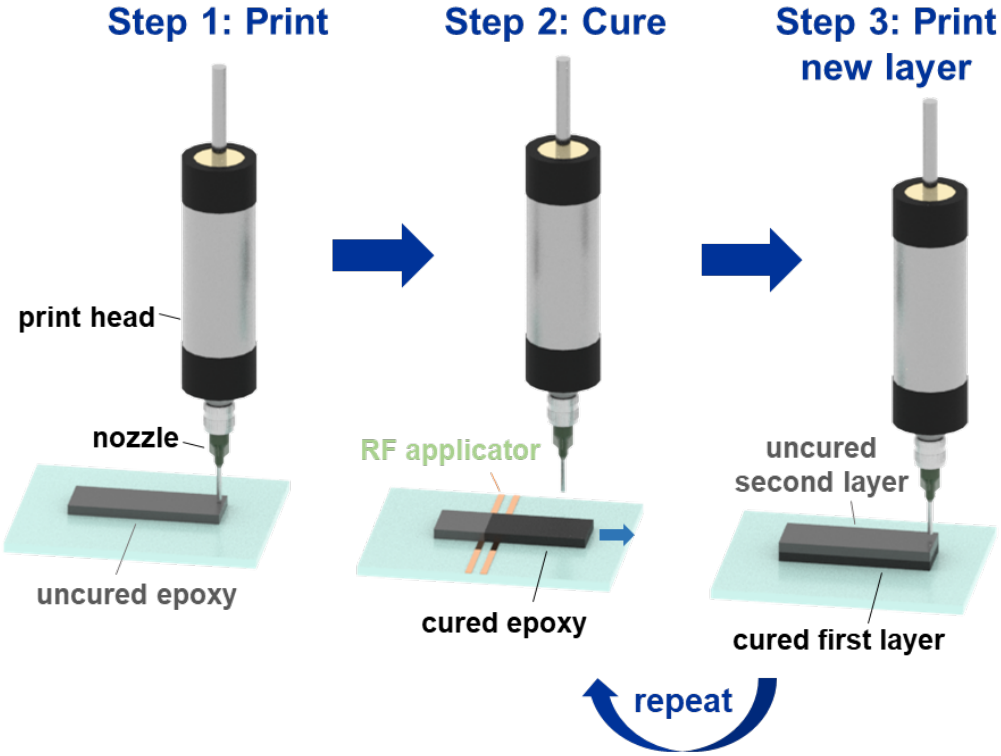 Step 1: Print
print head
nozzle
uncured epoxy
Step 2: Cure
RF applicator
cured epoxy
Step 3: Print
new layer
uncured
second layer
cured first layer
repeat